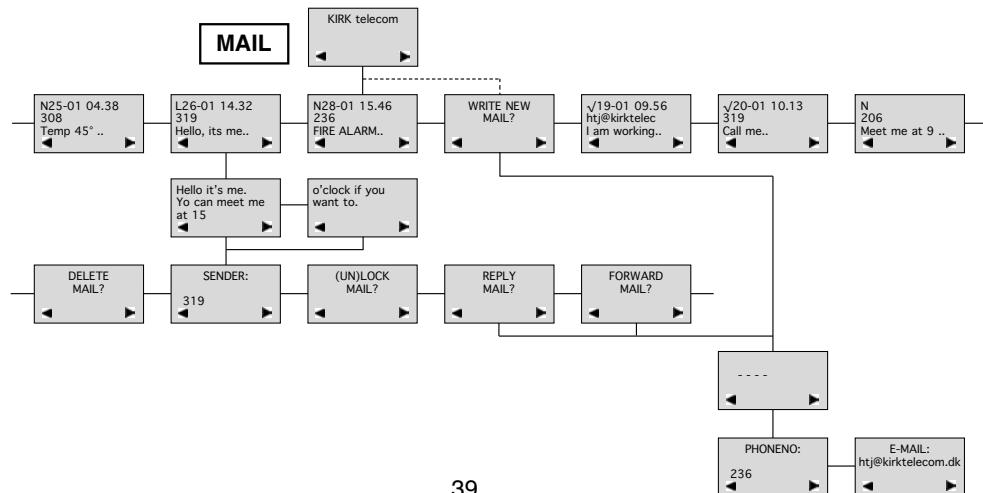 KIRK telecom
MAIL
N25-01 04.38
308
Temp 45° ..
L26-01 14.32
319
Hello, its me..
N28-01 15.46
236
FIRE ALARM..
WRITE NEW
MAIL?
√19-01 09.56
htj@kirktelec
I am working..
√20-01 10.13
319
Call me..
N
206
Meet me at 9 ..
Hello it's me.
Yo can meet me
at 15
o'clock if you
want to.
DELETE
MAIL?
SENDER:
319
(UN)LOCK
MAIL?
REPLY
MAIL?
FORWARD
MAIL?
- - - -
PHONENO:
236
E-MAIL:
htj@kirktelecom.dk
39